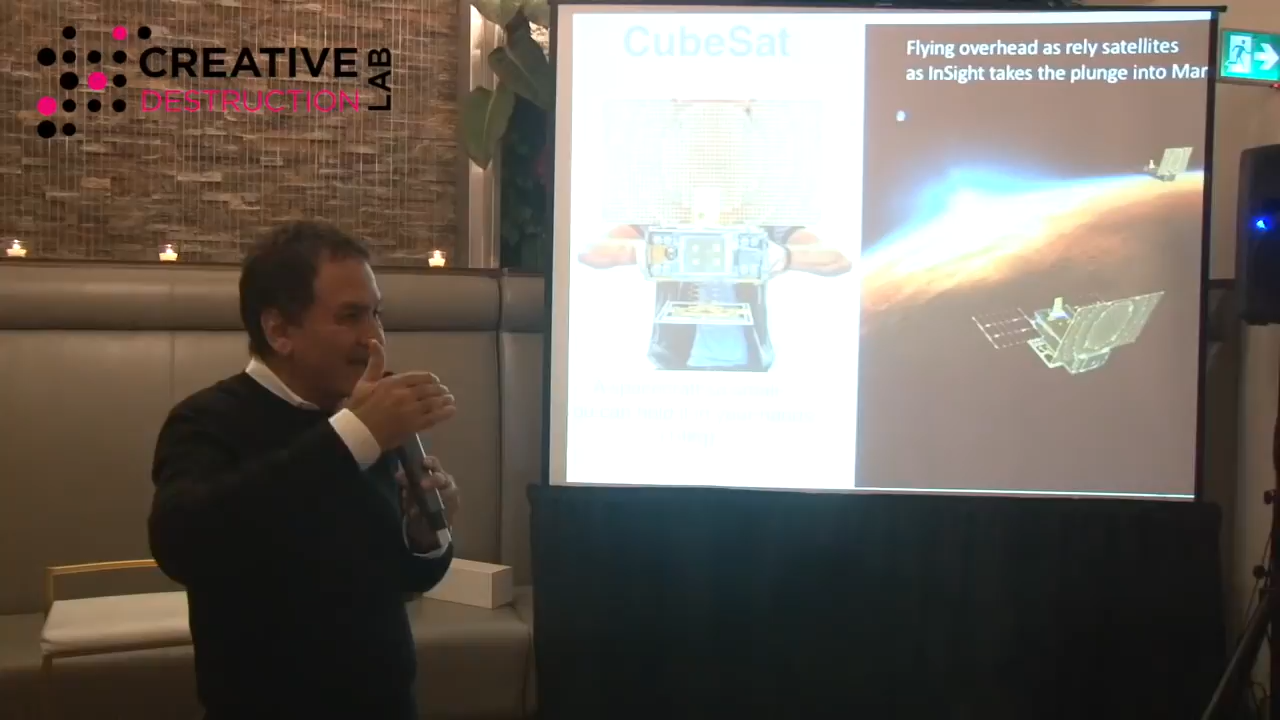 CREATIVE
DESTRUCTION
LAB
CubeSat
Flying overhead as rely satellites
as InSight takes the plunge into Mar